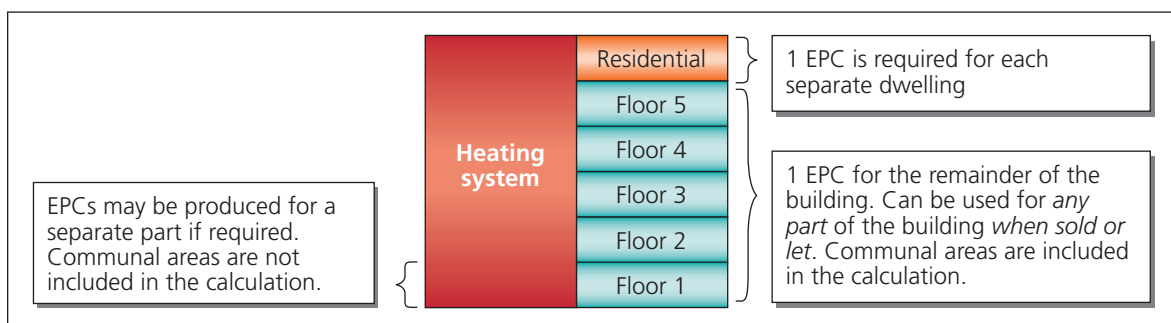 Residential
Floor 5
Floor 4
Floor 3
Floor 2
Floor 1
Heating
system
1 EPC is required for each
separate dwelling
1 EPC for the remainder of the
building. Can be used for any
part of the building when sold or
let. Communal areas are included
in the calculation.
EPCs may be produced for a
separate part if required.
Communal areas are not
included in the calculation.